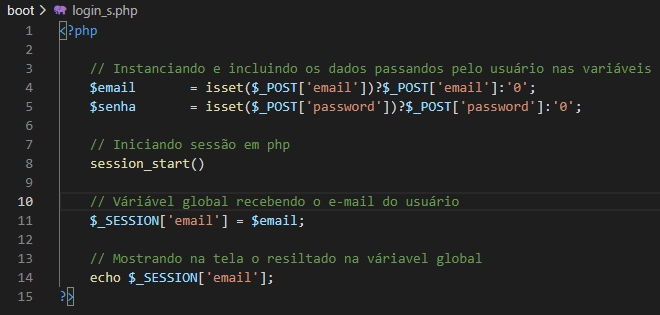 boot > login_s.php
1 <?php
2
3 // Instanciando e incluindo os dados passandos pelo usuário nas variáveis
4 $email       = isset($_POST['email'])?$_POST['email']:'0';
5 $senha       = isset($_POST['password'])?$_POST['password']:'0';
6
7 // Iniciando sessão em php
8 session_start()
9
10 // Váriável global recebendo o e-mail do usuário
11 $_SESSION['email'] = $email;
12
13 // Mostrando na tela o resiltado na váriavel global
14 echo $_SESSION['email'];
15 ?>